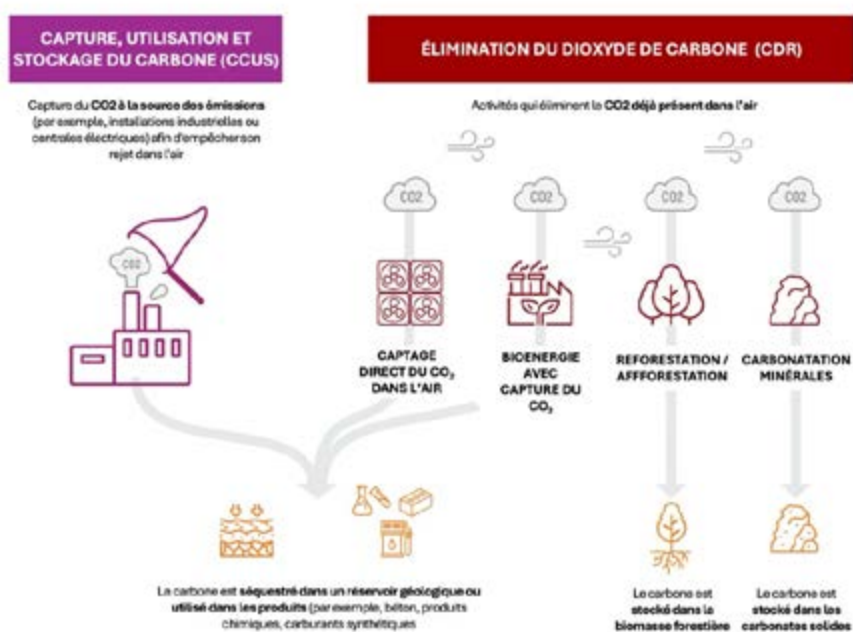 CAPTURE, UTILISATION ET
STOCKAGE DU CARBONE (CCUS)
Capture du CO2 à la source des émissions
(par exemple, installations industrielles ou
centrales électriques) afin d'empêcher son
rejet dans l'air
CO2
ÉLIMINATION DU DIOXYDE DE CARBONE (CDR)
Activités qui éliminent le CO2 déjà présent dans l'air
CO2
CO2
CO2
CO2
CAPTAGE
DIRECT DU CO₂
DANS L'AIR
BIOENERGIE
AVEC
CAPTURE DU
CO₂
REFORESTATION /
AFFFORESTATION
CARBONATATION
MINÉRALES
La carbone est séquestré dans un réservoir géologique ou
utilisé dans les produits (par exemple, béton, produits
chimiques, carburants synthétiques
Le carbone est
stocké dans la
biomasse forestière
Le carbone est
stocké dans les
carbonates solides